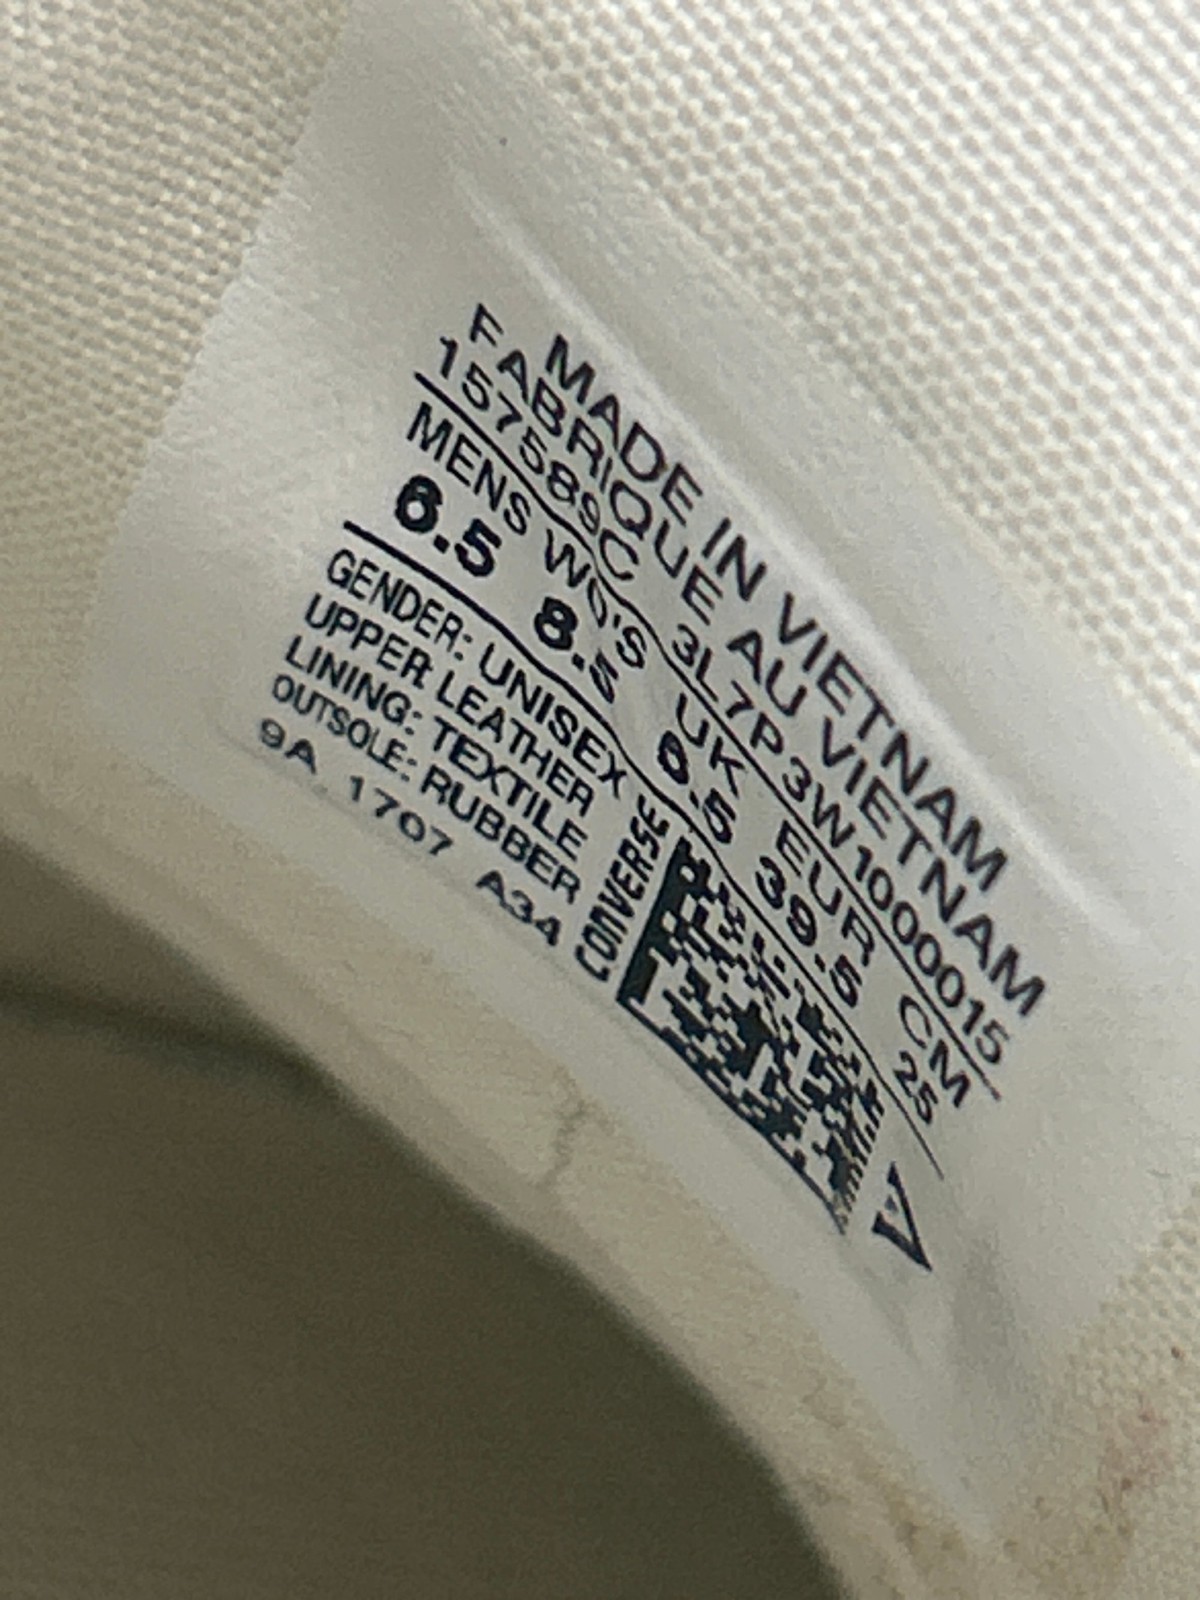 MADE IN VIETNAM
FABRIQUE AU VIETNAM
157589C 3L7P3W1000015
MENS WO'S UK EUR CM
6.5 8.5 6.5 39.5 25
GENDER: UNISEX
UPPER: LEATHER
LINING: TEXTILE
OUTSOLE: RUBBER
9A 1707 A34
CONVERSE
V